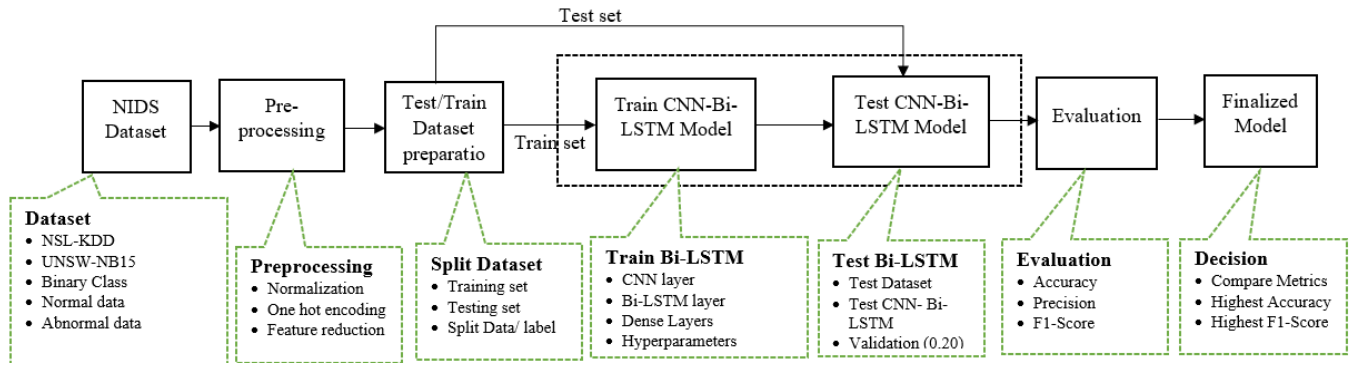 Test set
NIDS
Dataset
Pre-
processing
Test/Train
Dataset
preparatio
Train set
Train CNN-Bi-
LSTM Model
Test CNN-Bi-
LSTM Model
Evaluation
Finalized
Model
Dataset
• NSL-KDD
• UNSW-NB15
• Binary Class
• Normal data
• Abnormal data
Preprocessing
• Normalization
• One hot encoding
• Feature reduction
Split Dataset
• Training set
• Testing set
• Split Data/ label
Train Bi-LSTM
• CNN layer
• Bi-LSTM layer
• Dense Layers
• Hyperparameters
Test Bi-LSTM
• Test Dataset
• Test CNN- Bi-
LSTM
• Validation (0.20)
Evaluation
• Accuracy
• Precision
• F1-Score
Decision
• Compare Metrics
• Highest Accuracy
• Highest F1-Score